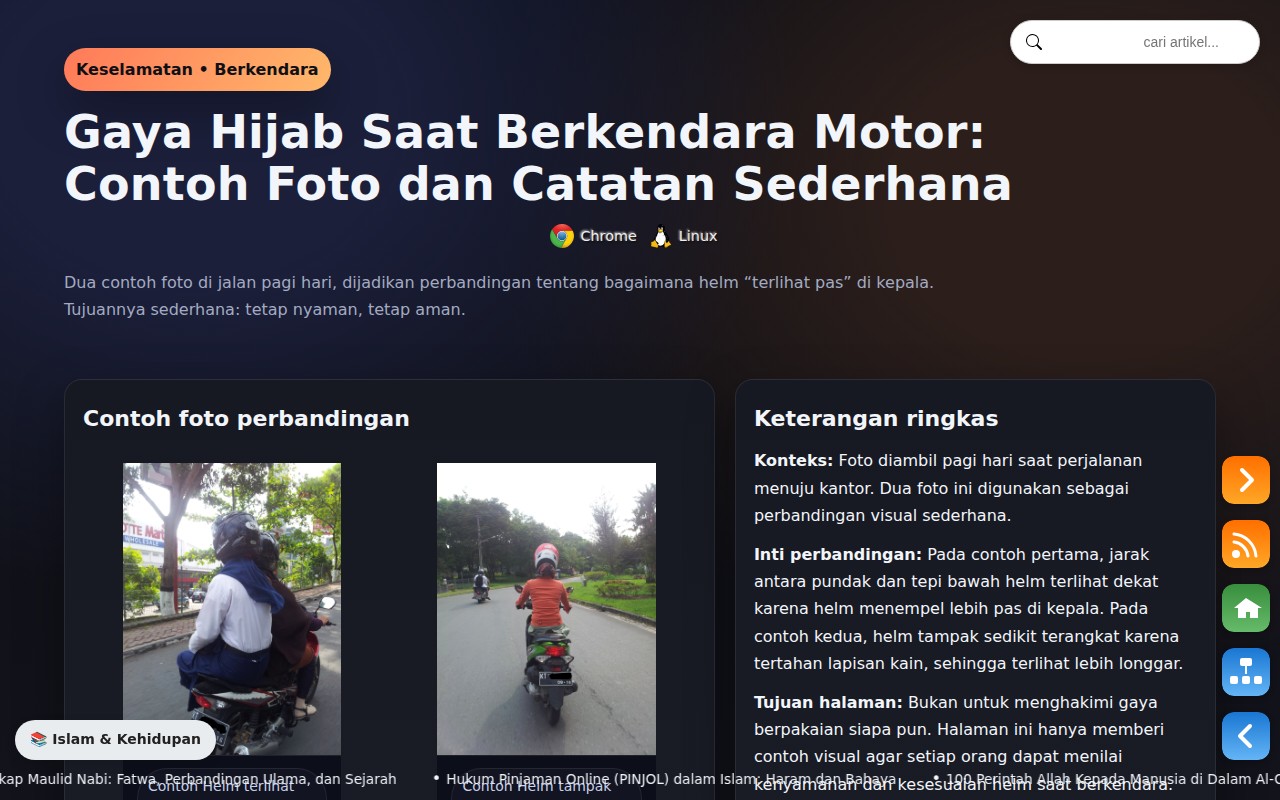 cari artikel...
Keselamatan • Berkendara
Gaya Hijab Saat Berkendara Motor:
Contoh Foto dan Catatan Sederhana
Chrome Linux
Dua contoh foto di jalan pagi hari, dijadikan perbandingan tentang bagaimana helm “terlihat pas” di kepala.
Tujuannya sederhana: tetap nyaman, tetap aman.
Contoh foto perbandingan
Contoh Helm terlihat
Contoh Helm tampak
Keterangan ringkas
Konteks: Foto diambil pagi hari saat perjalanan
menuju kantor. Dua foto ini digunakan sebagai
perbandingan visual sederhana.
Inti perbandingan: Pada contoh pertama, jarak
antara pundak dan tepi bawah helm terlihat dekat
karena helm menempel lebih pas di kepala. Pada
contoh kedua, helm tampak sedikit terangkat karena
tertahan lapisan kain, sehingga terlihat lebih longgar.
Tujuan halaman: Bukan untuk menghakimi gaya
berpakaian siapa pun. Halaman ini hanya memberi
contoh visual agar setiap orang dapat menilai
kenyamanan dan kesesuaian helm saat berkendara.
📚 Islam & Kehidupan
kap Maulid Nabi: Fatwa, Perbandingan Ulama, dan Sejarah • Hukum Pinjaman Online (PINJOL) dalam Islam: Haram dan Bahaya • 100 Perintah Allah Kepada Manusia di Dalam Al-